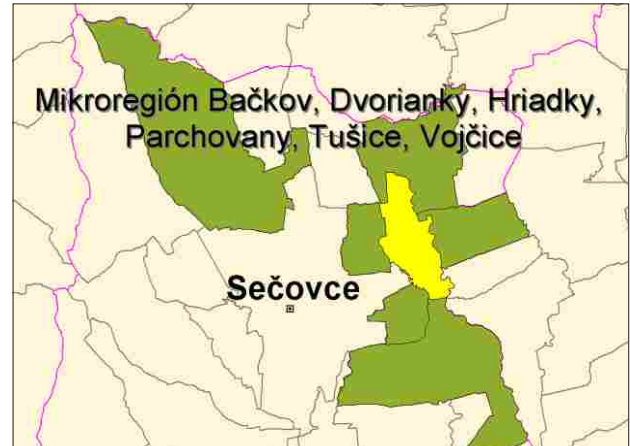 Mikroregión Bačkov, Dvorianky, Hriadky,
Parchovany, Tušice, Vojčice
Sečovce